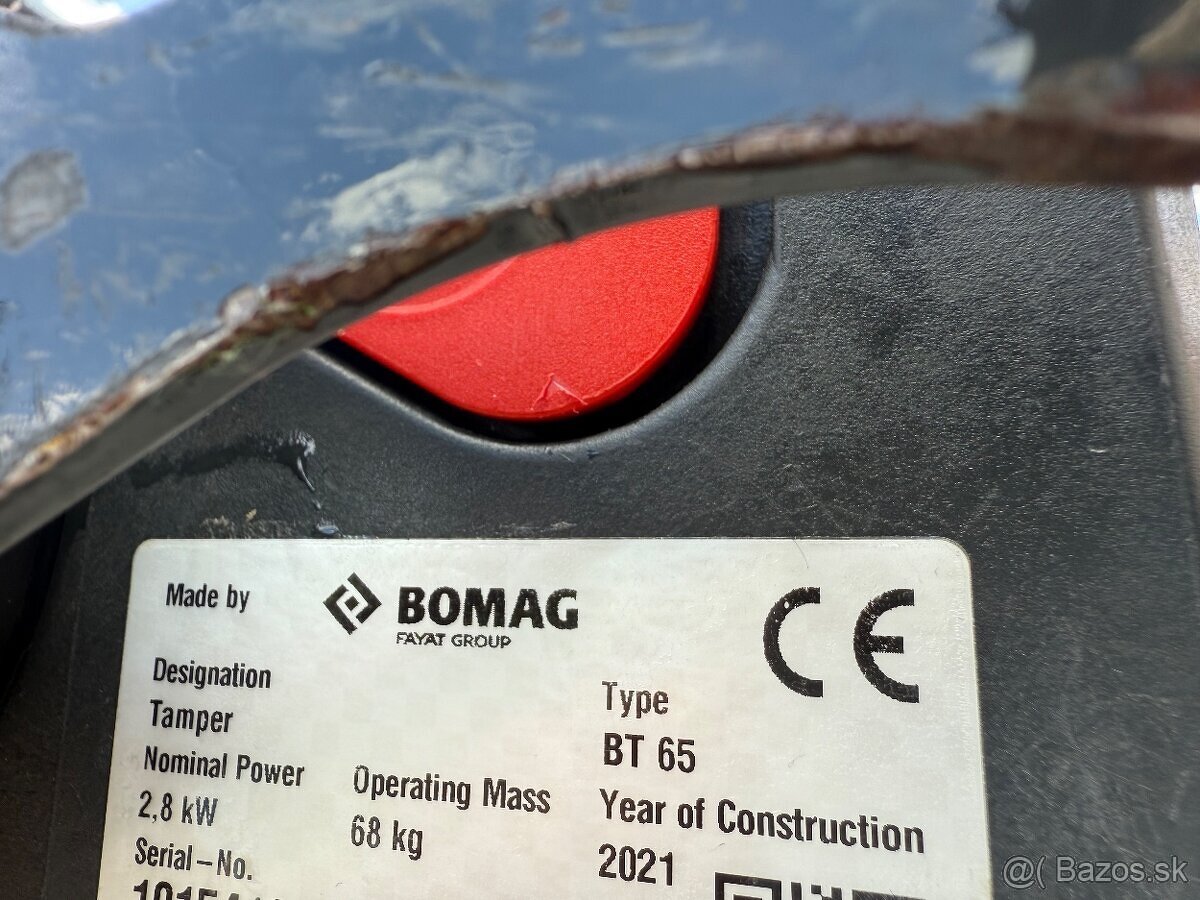 Made by
BOMAG
FAYAT GROUP
CE
Designation
Tamper
Type
BT 65
Nominal Power
2,8 kW
Operating Mass
68 kg
Year of Construction
2021
Serial-No.
@( Bazos.sk